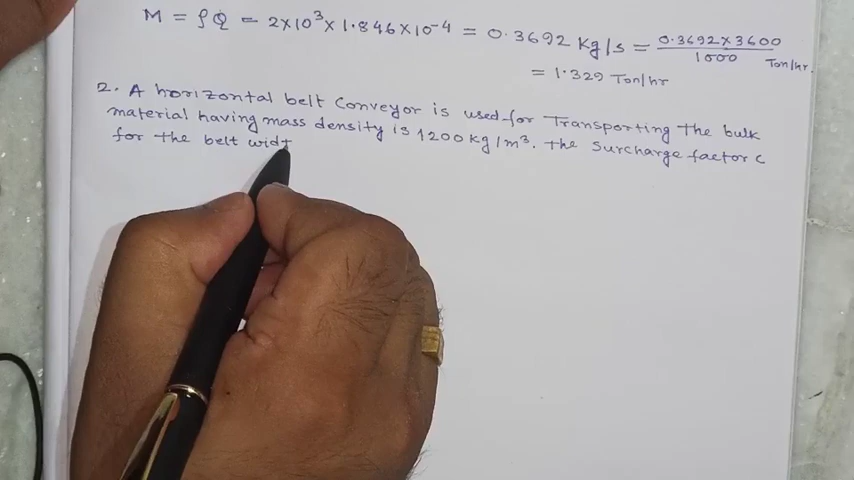 M = ρQ = 2×10³×1.846×10⁻⁴ = 0.3692 Kg/s = 0.3692×3600/1000 Ton/hr.
= 1.329 Ton/hr
2. A horizontal belt conveyor is used for Transporting the bulk
material having mass density is 1200 kg/m³. The surcharge factor C
for the belt widt